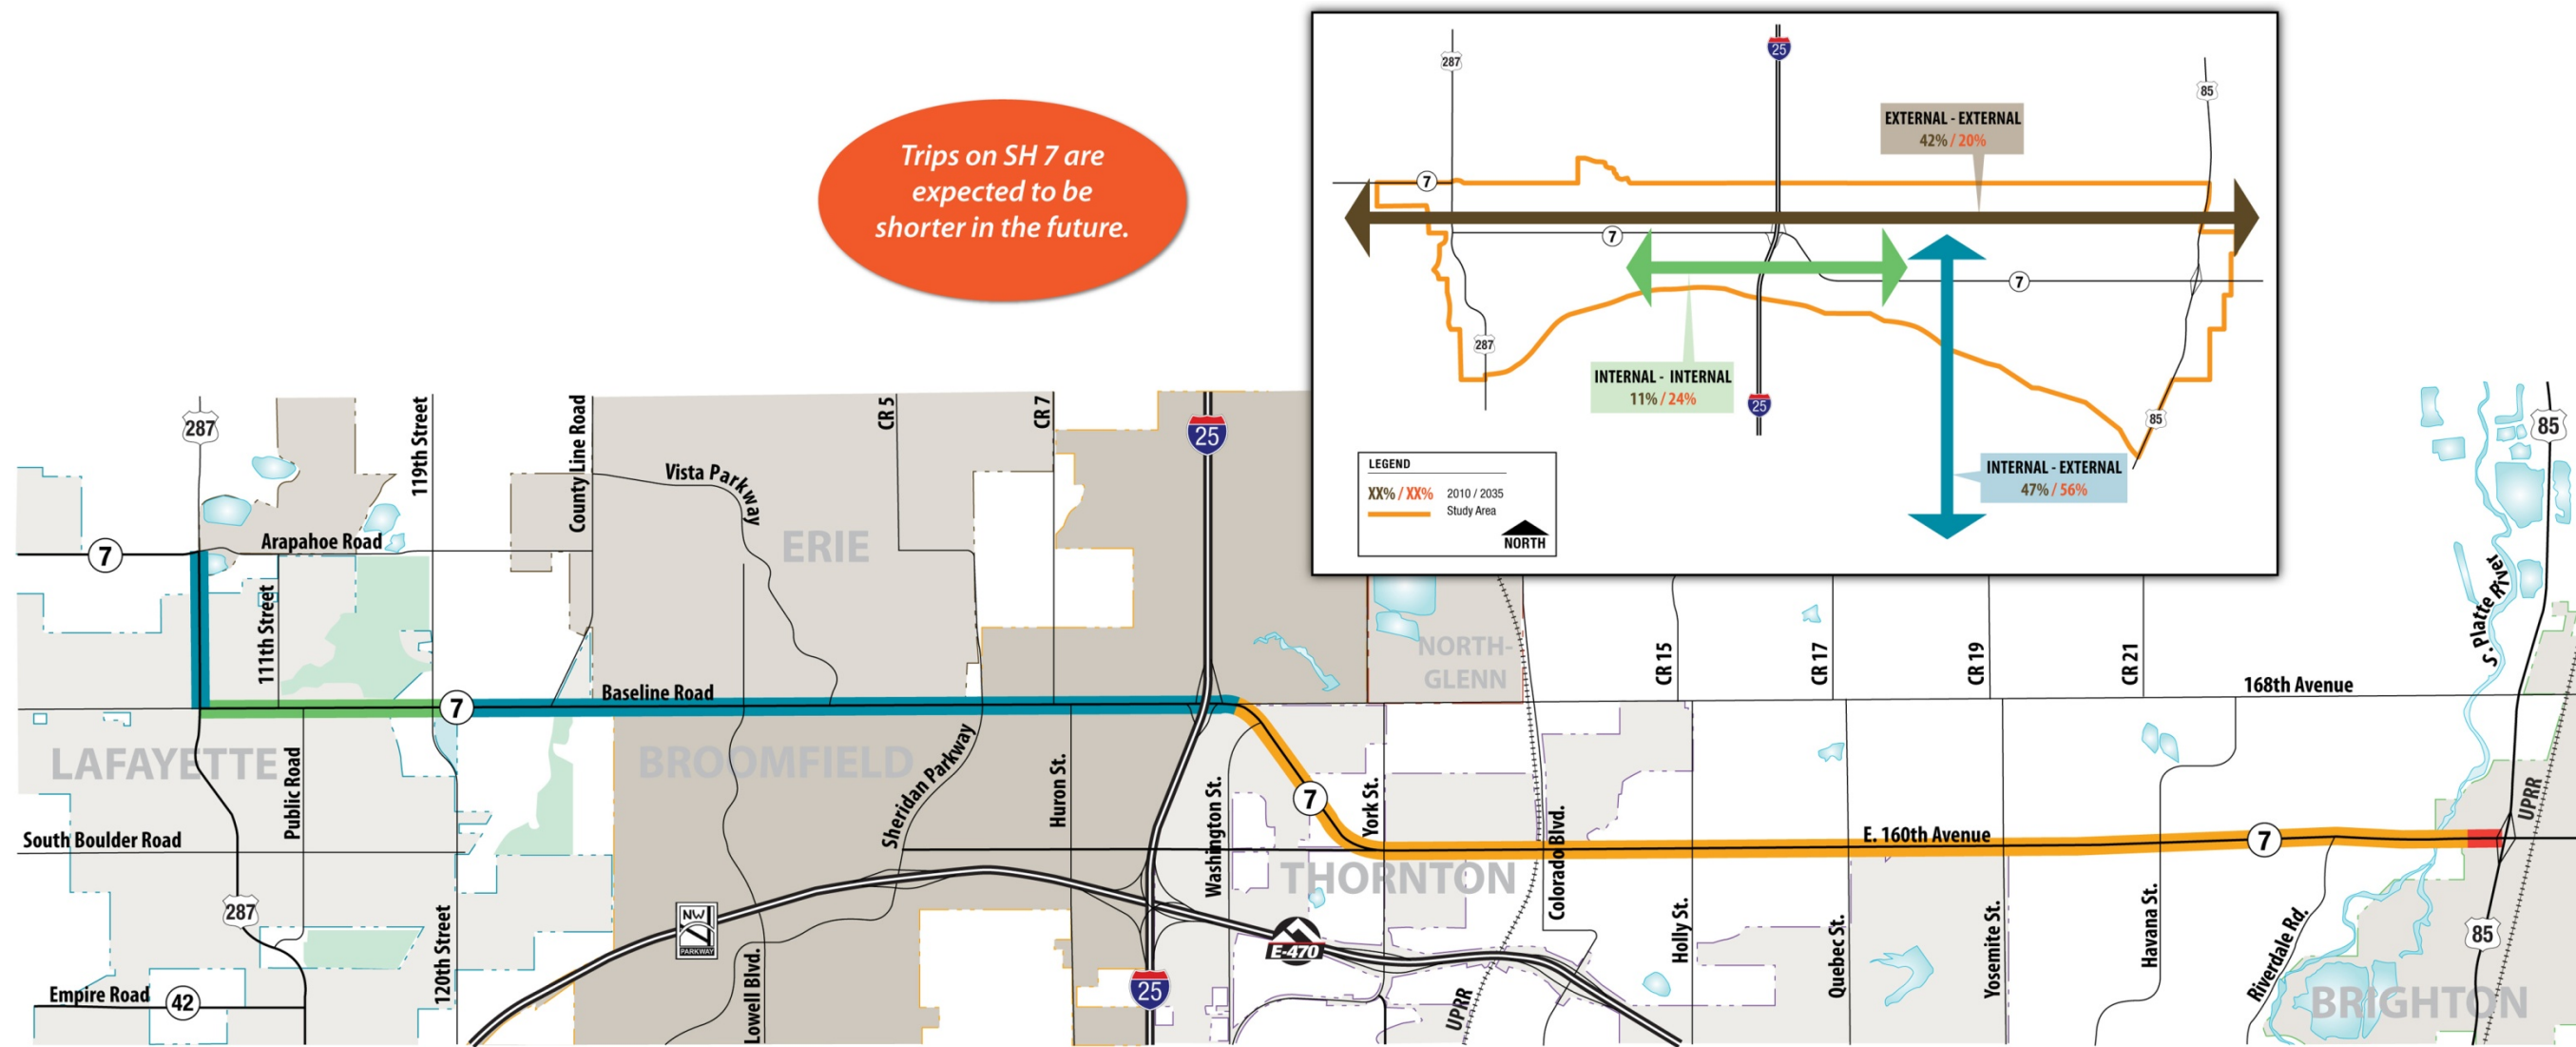 Trips on SH 7 are
expected to be
shorter in the future.
287
25
85
EXTERNAL - EXTERNAL
42% / 20%
7
7
7
287
INTERNAL - INTERNAL
11% / 24%
25
85
INTERNAL - EXTERNAL
47% / 56%
LEGEND
XX% / XX% 2010 / 2035
Study Area
NORTH
287
119th Street
County Line Road
CR 5
CR 7
25
85
Vista Parkway
ERIE
7
Arapahoe Road
111th Street
S. Platte River
NORTH-
GLENN
CR 15
CR 17
CR 19
CR 21
168th Avenue
Baseline Road
7
LAFAYETTE
Public Road
BROOMFIELD
Sheridan Parkway
Huron St.
Washington St.
7
York St.
Colorado Blvd.
E. 160th Avenue
7
UPRR
South Boulder Road
THORNTON
287
120th Street
NW
PARKWAY
Lowell Blvd.
E-470
Holly St.
Quebec St.
Yosemite St.
Havana St.
Riverdale Rd.
85
Empire Road
42
25
UPRR
BRIGHTON